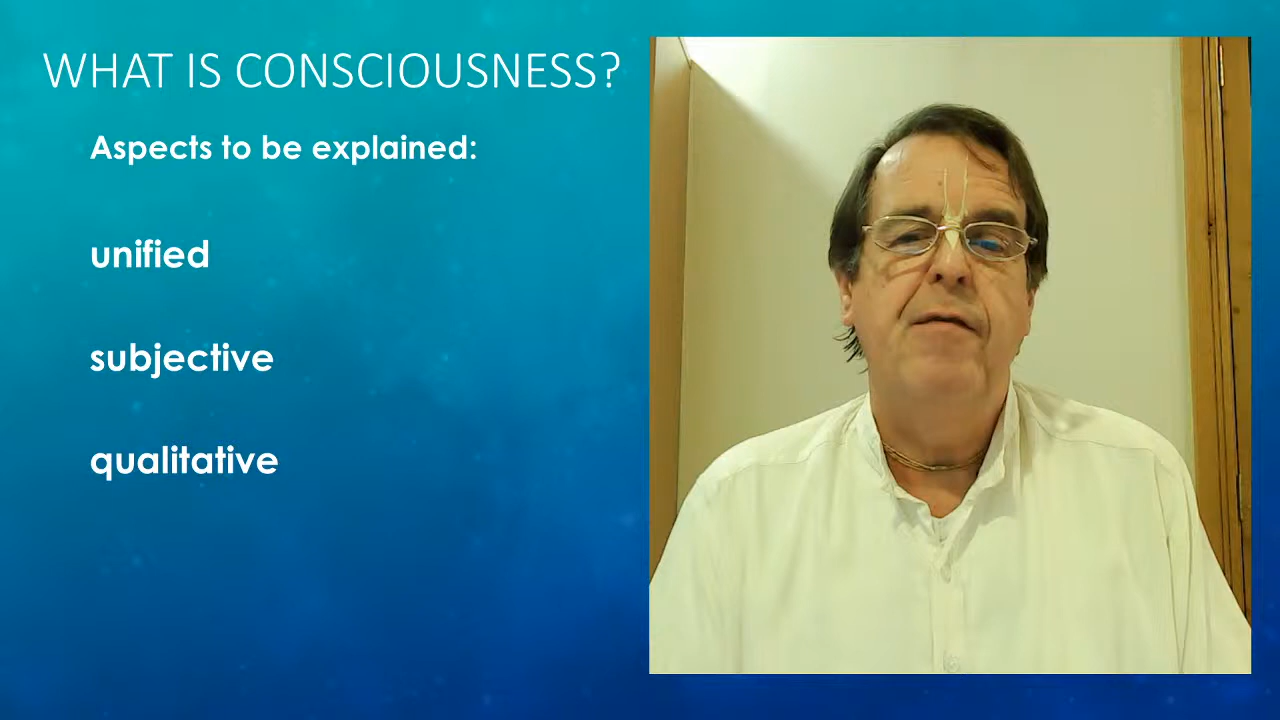 WHAT IS CONSCIOUSNESS?
Aspects to be explained:
unified
subjective
qualitative